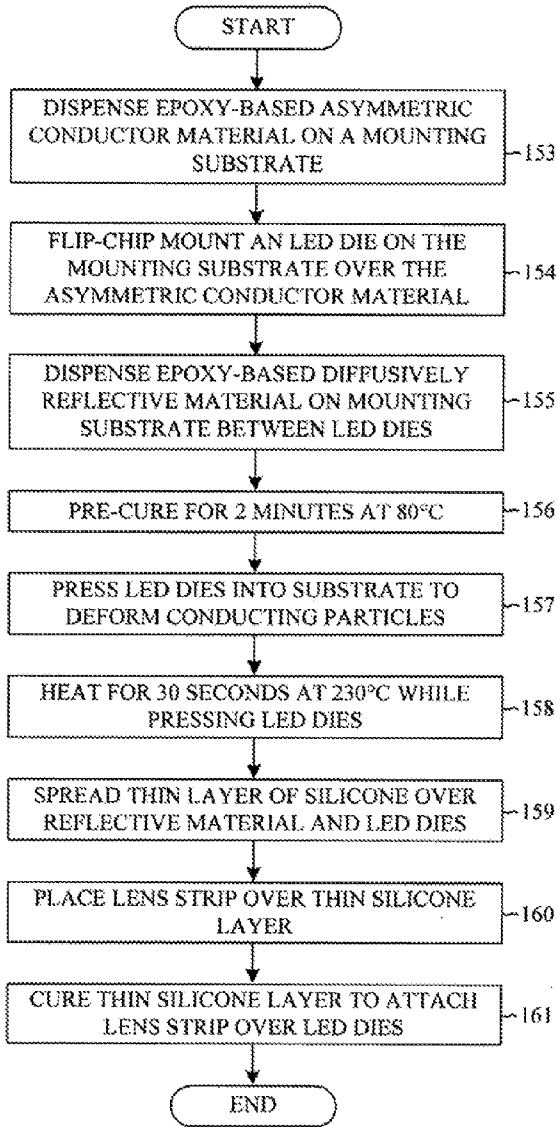 START
DISPENSE EPOXY-BASED ASYMMETRIC
CONDUCTOR MATERIAL ON A MOUNTING
SUBSTRATE
153
FLIP-CHIP MOUNT AN LED DIE ON THE
MOUNTING SUBSTRATE OVER THE
ASYMMETRIC CONDUCTOR MATERIAL
154
DISPENSE EPOXY-BASED DIFFUSIVELY
REFLECTIVE MATERIAL ON MOUNTING
SUBSTRATE BETWEEN LED DIES
155
PRE-CURE FOR 2 MINUTES AT 80°C
156
PRESS LED DIES INTO SUBSTRATE TO
DEFORM CONDUCTING PARTICLES
157
HEAT FOR 30 SECONDS AT 230°C WHILE
PRESSING LED DIES
158
SPREAD THIN LAYER OF SILICONE OVER
REFLECTIVE MATERIAL AND LED DIES
159
PLACE LENS STRIP OVER THIN SILICONE
LAYER
160
CURE THIN SILICONE LAYER TO ATTACH
LENS STRIP OVER LED DIES
161
END